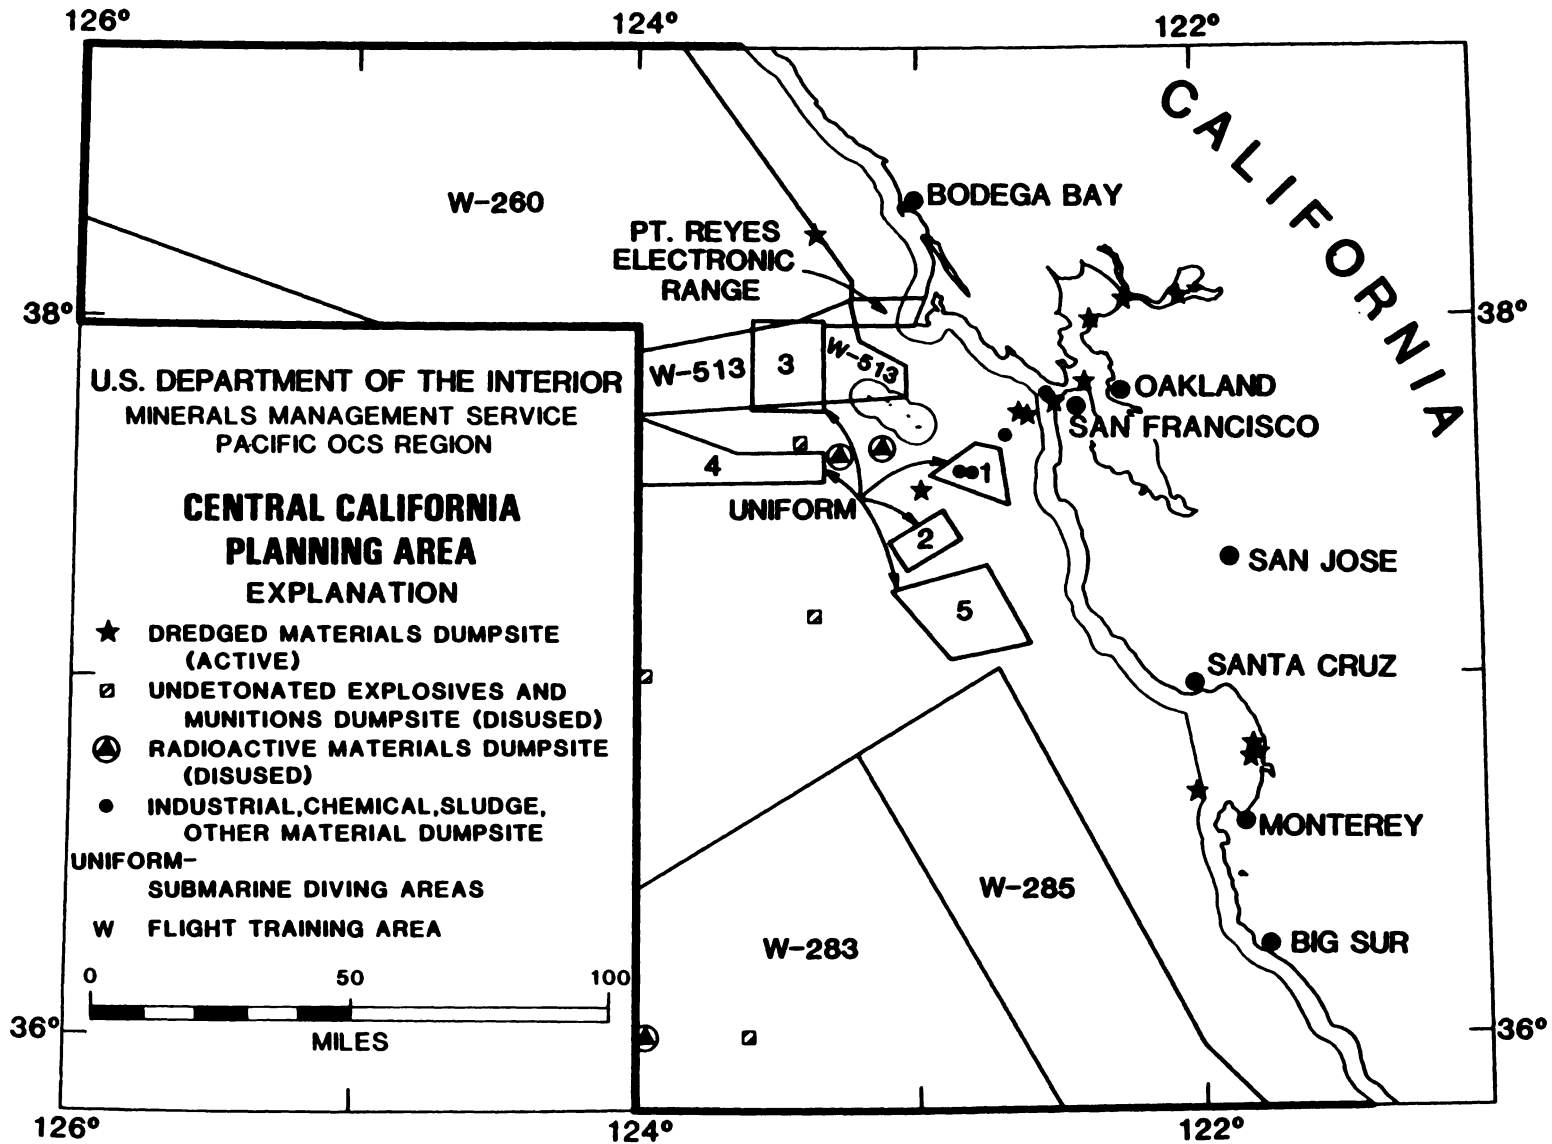 126° 124° 122°
CALIFORNIA
BODEGA BAY
W-260
PT. REYES
ELECTRONIC
RANGE
38° 38°
W-513 3 W-513
OAKLAND
SAN FRANCISCO
4
1
UNIFORM
2
SAN JOSE
5
SANTA CRUZ
MONTEREY
W-285
BIG SUR
W-283
U.S. DEPARTMENT OF THE INTERIOR
MINERALS MANAGEMENT SERVICE
PACIFIC OCS REGION
CENTRAL CALIFORNIA
PLANNING AREA
EXPLANATION
DREDGED MATERIALS DUMPSITE
(ACTIVE)
UNDETONATED EXPLOSIVES AND
MUNITIONS DUMPSITE (DISUSED)
RADIOACTIVE MATERIALS DUMPSITE
(DISUSED)
INDUSTRIAL,CHEMICAL,SLUDGE,
OTHER MATERIAL DUMPSITE
UNIFORM-
SUBMARINE DIVING AREAS
W FLIGHT TRAINING AREA
0 50 100
MILES
36° 36°
126° 124° 122°